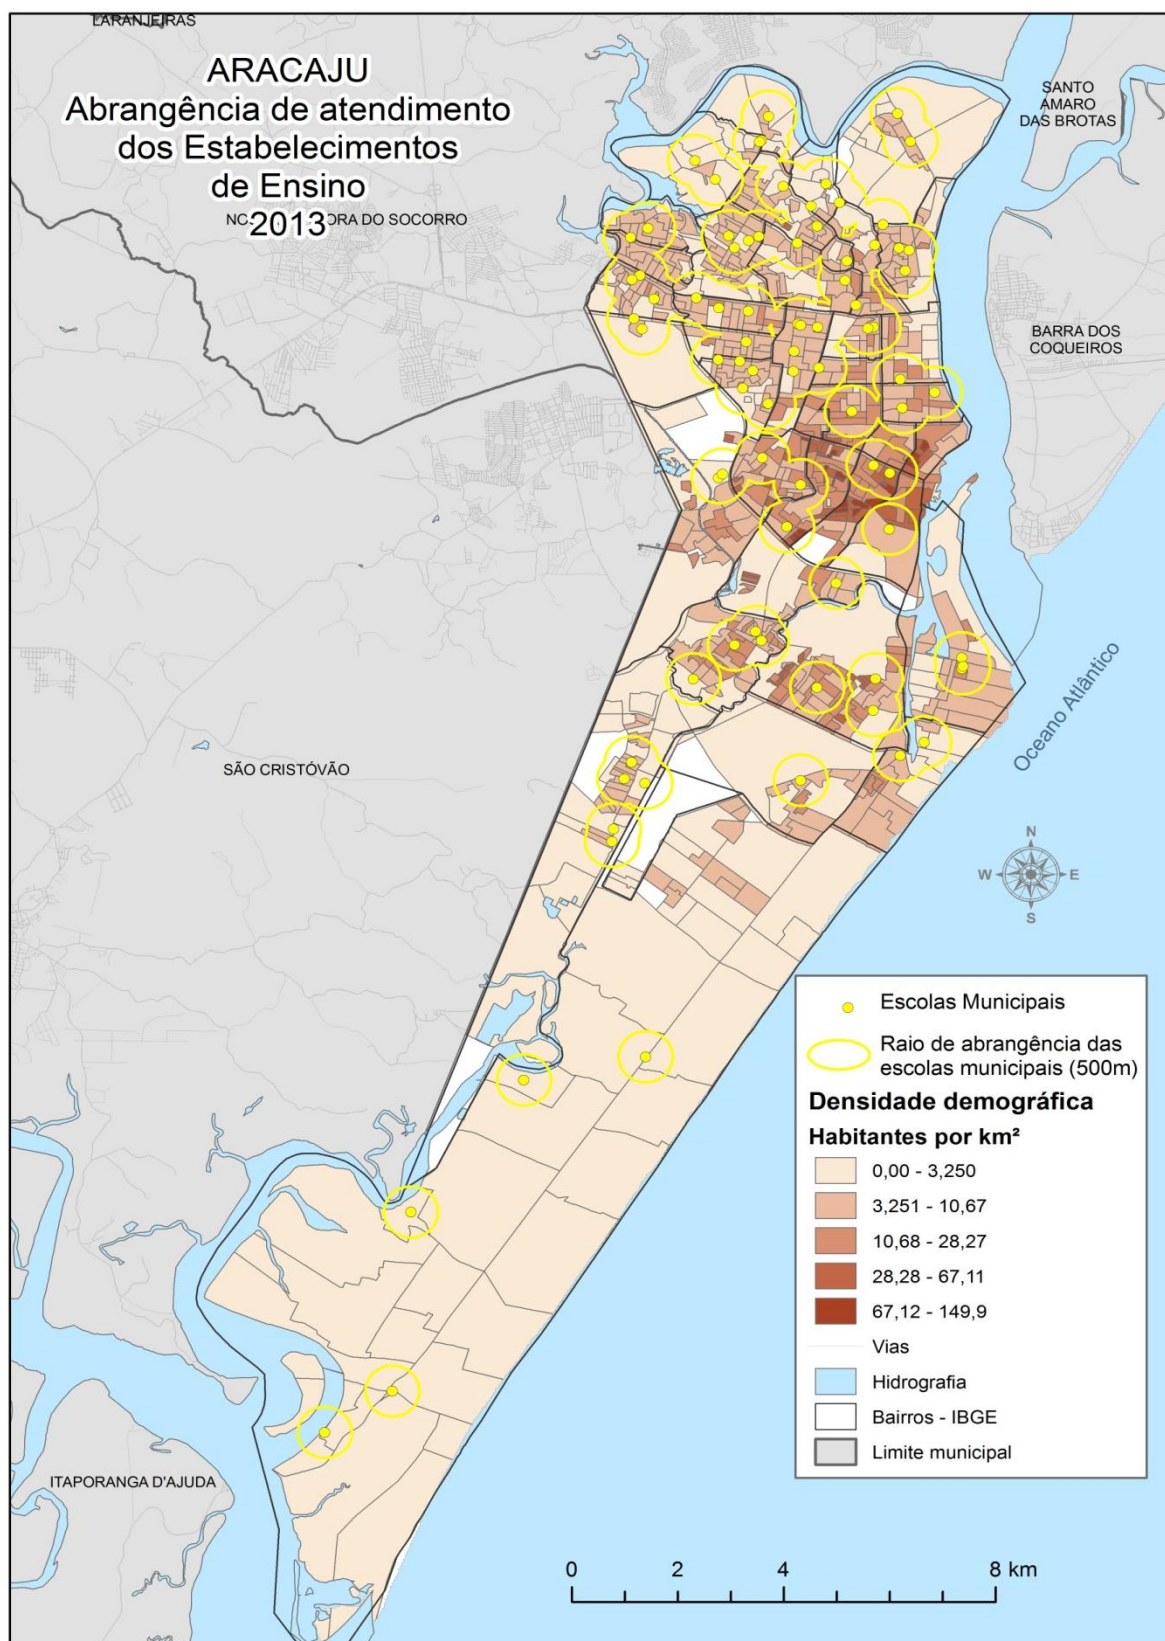 LARANJEIRAS
ARACAJU
Abrangência de atendimento
dos Estabelecimentos
de Ensino
2013
ORA DO SOCORRO
SANTO
AMARO
DAS BROTAS
BARRA DOS
COQUEIROS
Oceano Atlântico
SÃO CRISTÓVÃO
N
W
E
S
Escolas Municipais
Raio de abrangência das
escolas municipais (500m)
Densidade demográfica
Habitantes por km²
0,00 - 3,250
3,251 - 10,67
10,68 - 28,27
28,28 - 67,11
67,12 - 149,9
Vias
Hidrografia
Bairros - IBGE
Limite municipal
ITAPORANGA D'AJUDA
0 2 4 8 km